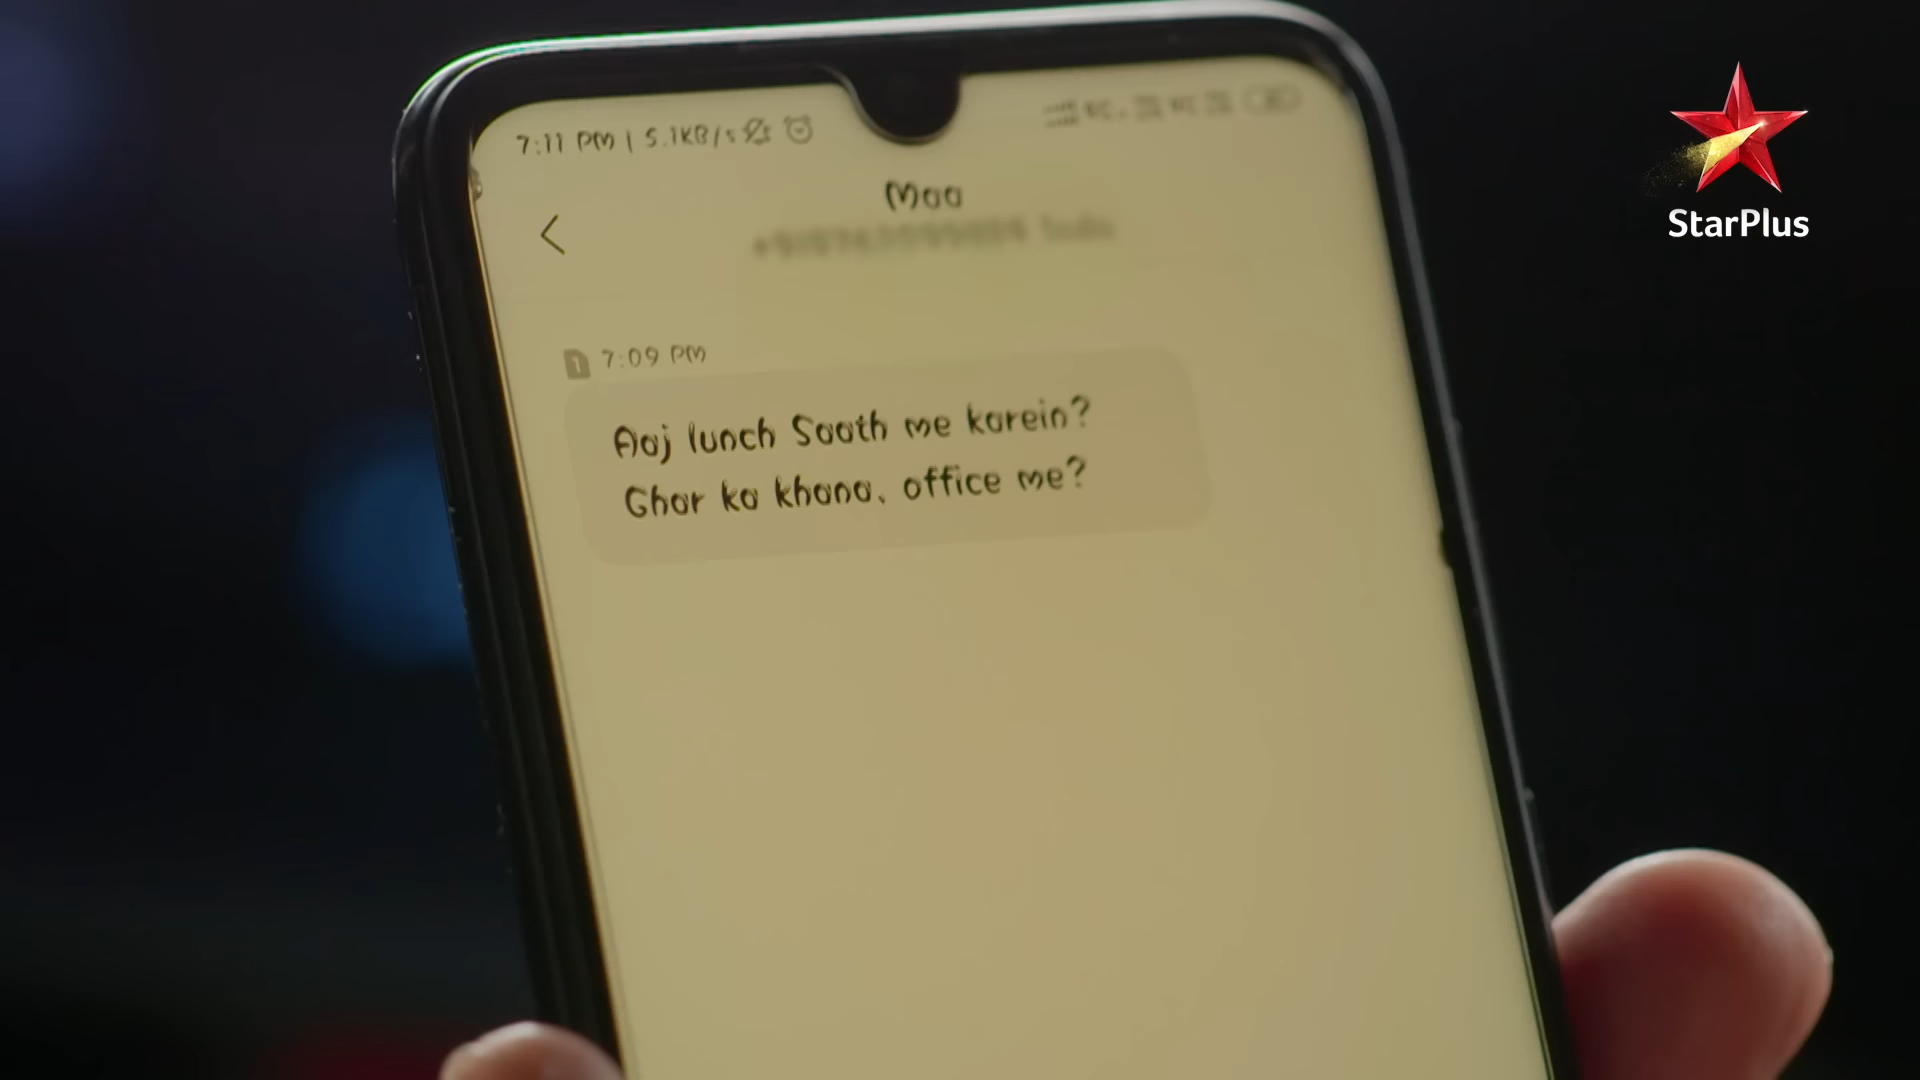 7:11 PM | 5.1KB/s
Maa
7:09 PM
Aaj lunch Saath me karein?
Ghar ka khana, office me?
StarPlus